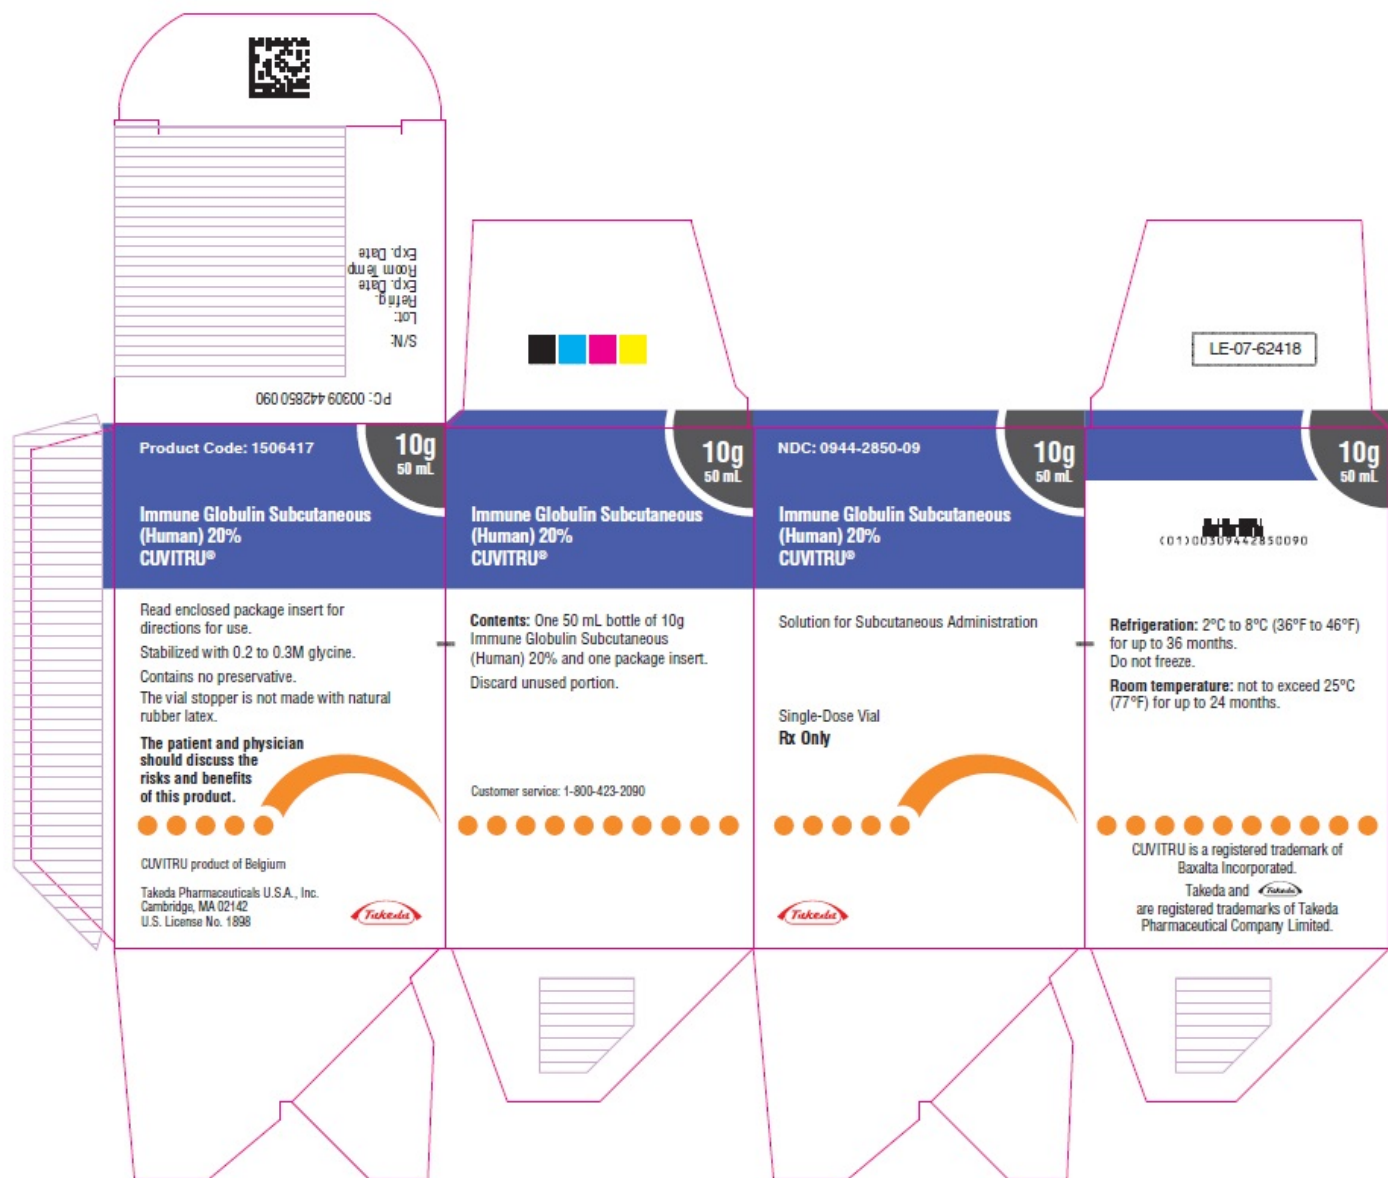 Exp. Date
Room Temp
Exp. Date
Refrig.
Lot:
S/N:
PC: 00309442850 090
LE-07-62418
Product Code: 1506417
10g
50 mL
Immune Globulin Subcutaneous
(Human) 20%
CUVITRU®
Read enclosed package insert for
directions for use.
Stabilized with 0.2 to 0.3M glycine.
Contains no preservative.
The vial stopper is not made with natural
rubber latex.
The patient and physician
should discuss the
risks and benefits
of this product.
CUVITRU product of Belgium
Takeda Pharmaceuticals U.S.A., Inc.
Cambridge, MA 02142
U.S. License No. 1898
Takeda
10g
50 mL
Immune Globulin Subcutaneous
(Human) 20%
CUVITRU®
Contents: One 50 mL bottle of 10g
Immune Globulin Subcutaneous
(Human) 20% and one package insert.
Discard unused portion.
Customer service: 1-800-423-2090
NDC: 0944-2850-09
10g
50 mL
Immune Globulin Subcutaneous
(Human) 20%
CUVITRU®
Solution for Subcutaneous Administration
Single-Dose Vial
Rx Only
Takeda
10g
50 mL
(01)00309442850090
Refrigeration: 2°C to 8°C (36°F to 46°F)
for up to 36 months.
Do not freeze.
Room temperature: not to exceed 25°C
(77°F) for up to 24 months.
CUVITRU is a registered trademark of
Baxalta Incorporated.
Takeda and Takeda
are registered trademarks of Takeda
Pharmaceutical Company Limited.